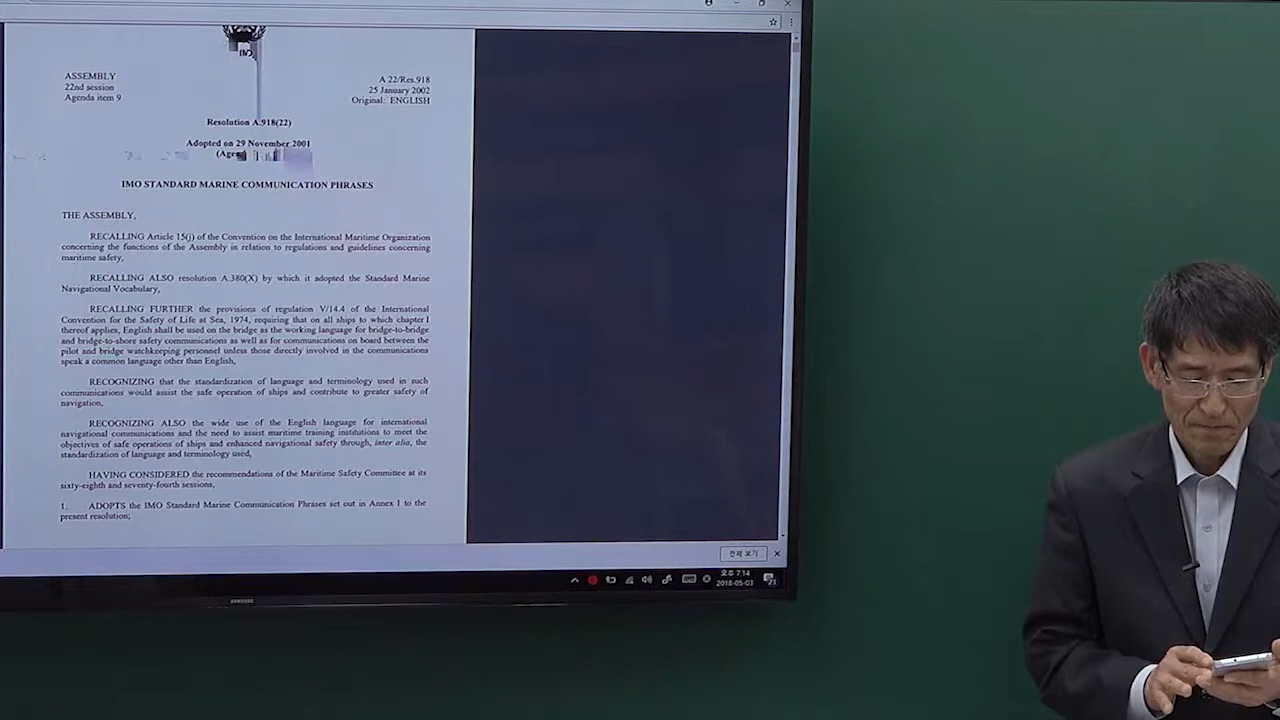 IMO
ASSEMBLY
22nd session
Agenda item 9
A 22/Res.918
25 January 2002
Original: ENGLISH
Resolution A.918(22)
Adopted on 29 November 2001
IMO STANDARD MARINE COMMUNICATION PHRASES
THE ASSEMBLY,
RECALLING Article 15(j) of the Convention on the International Maritime Organization
concerning the functions of the Assembly in relation to regulations and guidelines concerning
maritime safety,
RECALLING ALSO resolution A.380(X) by which it adopted the Standard Marine
Navigational Vocabulary,
RECALLING FURTHER the provisions of regulation V/14.4 of the International
Convention for the Safety of Life at Sea, 1974, requiring that on all ships to which chapter I
thereof applies, English shall be used on the bridge as the working language for bridge-to-bridge
and bridge-to-shore safety communications as well as for communications on board between the
pilot and bridge watchkeeping personnel unless those directly involved in the communications
speak a common language other than English,
RECOGNIZING that the standardization of language and terminology used in such
communications would assist the safe operation of ships and contribute to greater safety of
navigation,
RECOGNIZING ALSO the wide use of the English language for international
navigational communications and the need to assist maritime training institutions to meet the
objectives of safe operations of ships and enhanced navigational safety through, inter alia, the
standardization of language and terminology used,
HAVING CONSIDERED the recommendations of the Maritime Safety Committee at its
sixty-eighth and seventy-fourth sessions,
1. ADOPTS the IMO Standard Marine Communication Phrases set out in Annex 1 to the
present resolution;
전체 보기
오후 7:14
2018-05-03
SAMSUNG